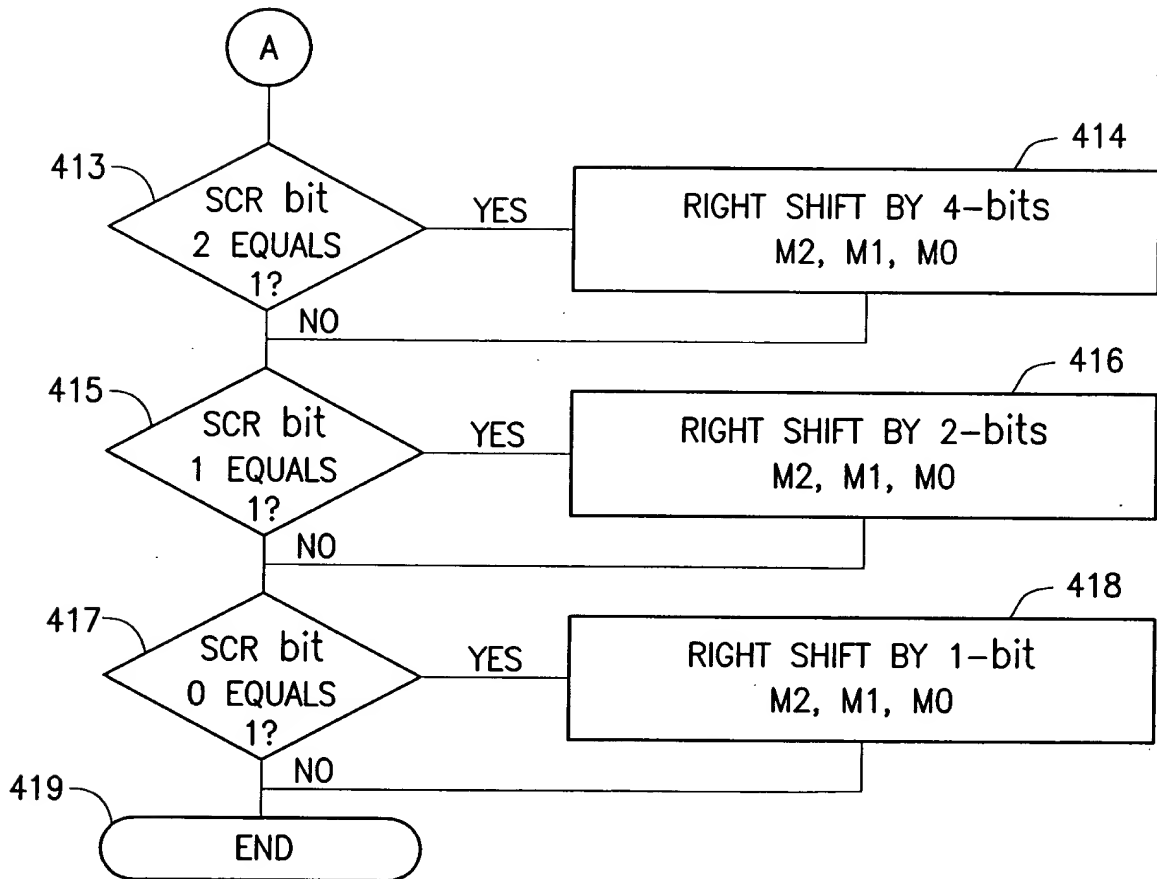 A
413
SCR bit
2 EQUALS
1?
YES
NO
414
RIGHT SHIFT BY 4-bits
M2, M1, M0
415
SCR bit
1 EQUALS
1?
YES
NO
416
RIGHT SHIFT BY 2-bits
M2, M1, M0
417
SCR bit
0 EQUALS
1?
YES
NO
418
RIGHT SHIFT BY 1-bit
M2, M1, M0
419
END